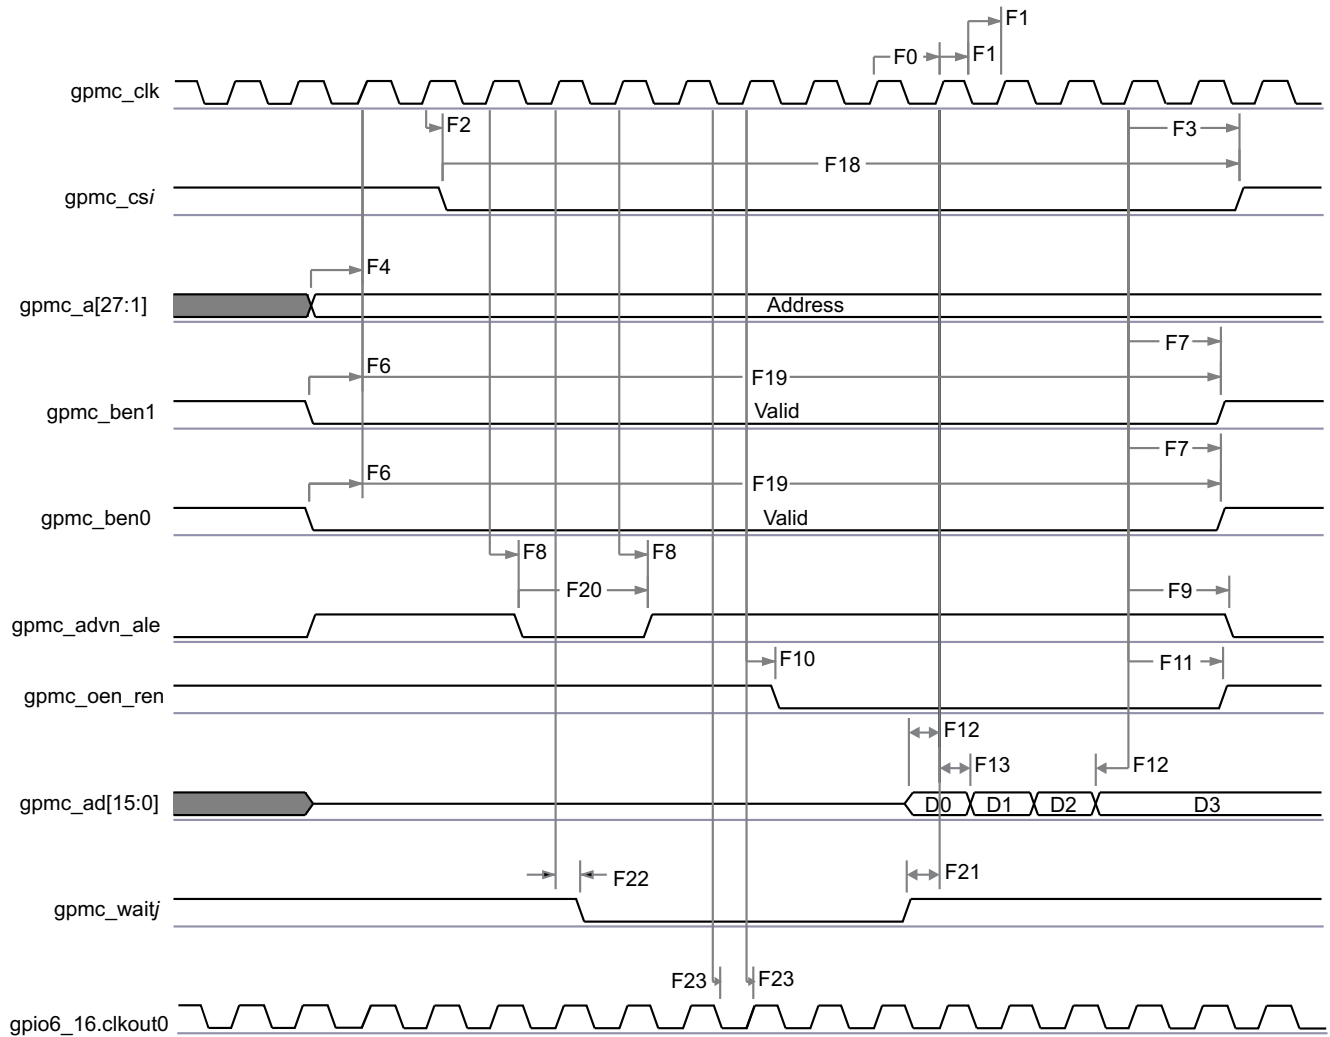 F1
F0
F1
gpmc_clk
F2
F3
F18
gpmc_csi
F4
gpmc_a[27:1]
Address
F7
F6
F19
gpmc_ben1
Valid
F7
F6
F19
gpmc_ben0
Valid
F8
F8
F20
F9
gpmc_advn_ale
F10
F11
gpmc_oen_ren
F12
F13
F12
gpmc_ad[15:0]
D0
D1
D2
D3
F22
F21
gpmc_waitj
F23
F23
gpio6_16.clkout0